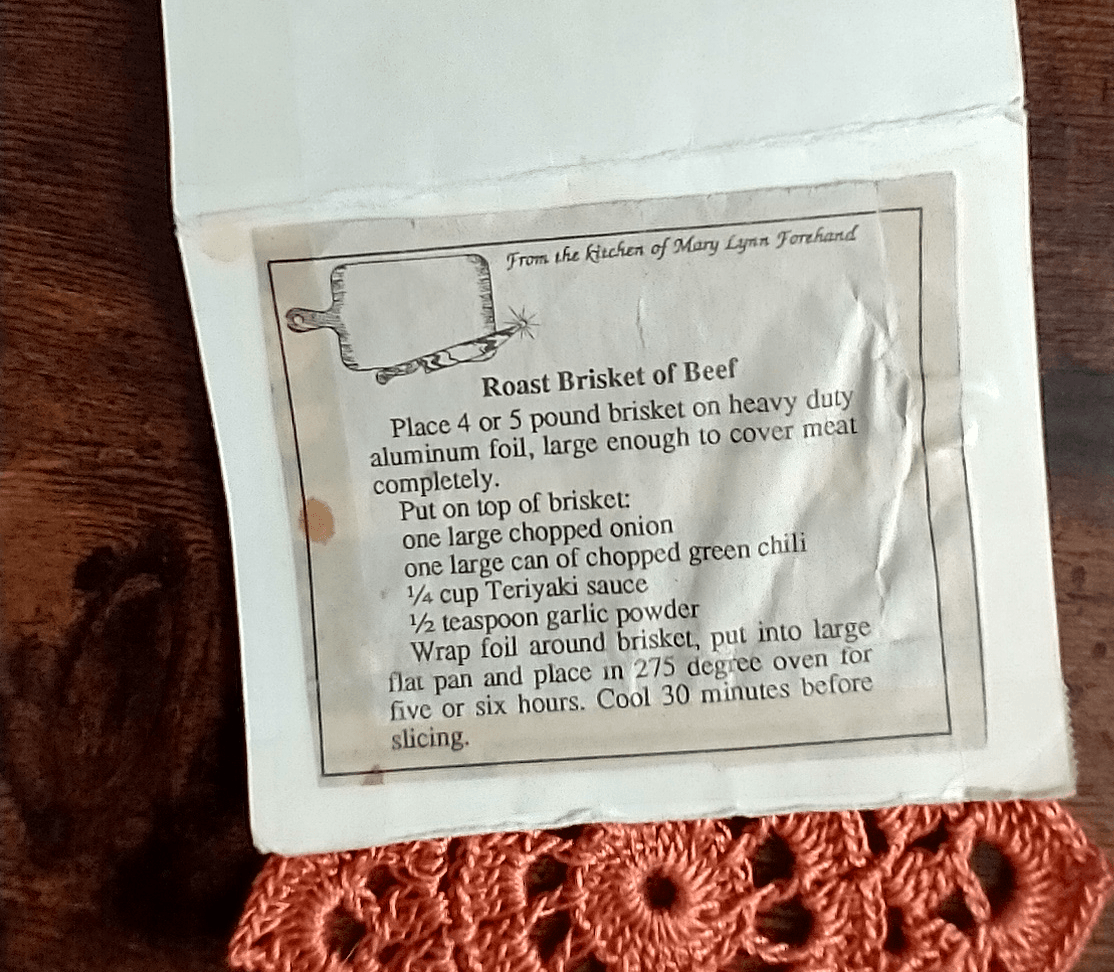 From the kitchen of Mary Lynn Forehand
Roast Brisket of Beef
Place 4 or 5 pound brisket on heavy duty
aluminum foil, large enough to cover meat
completely.
Put on top of brisket:
one large chopped onion
one large can of chopped green chili
¼ cup Teriyaki sauce
½ teaspoon garlic powder
Wrap foil around brisket, put into large
flat pan and place in 275 degree oven for
five or six hours. Cool 30 minutes before
slicing.